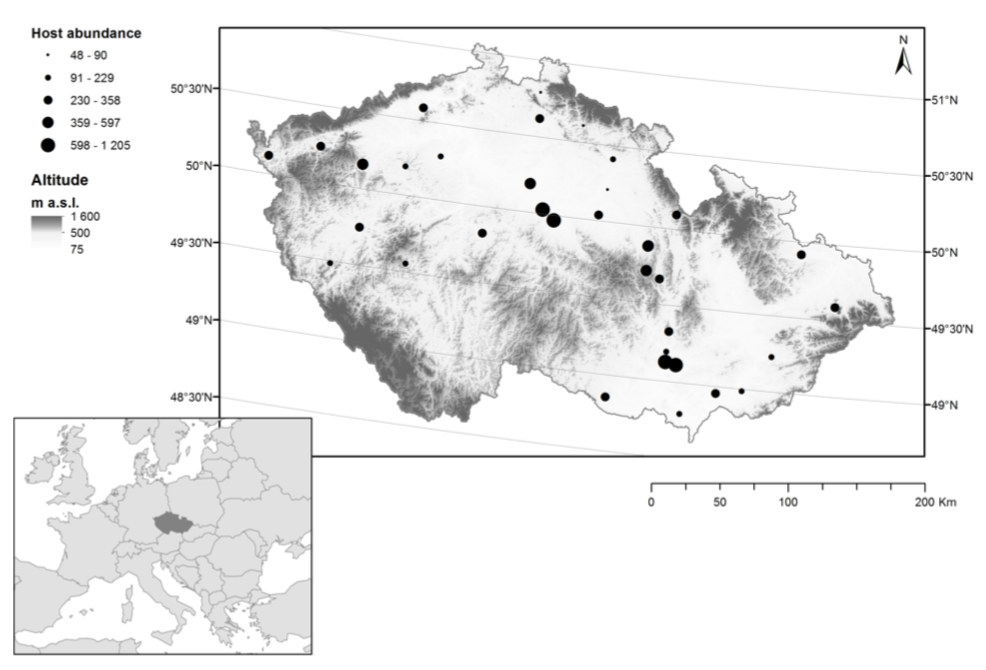 Host abundance
48 - 90
91 - 229
230 - 358
359 - 597
598 - 1 205
Altitude
m a.s.l.
1 600
500
75
N
50°30'N
50°N
49°30'N
49°N
48°30'N
51°N
50°30'N
50°N
49°30'N
49°N
0 50 100 200 Km